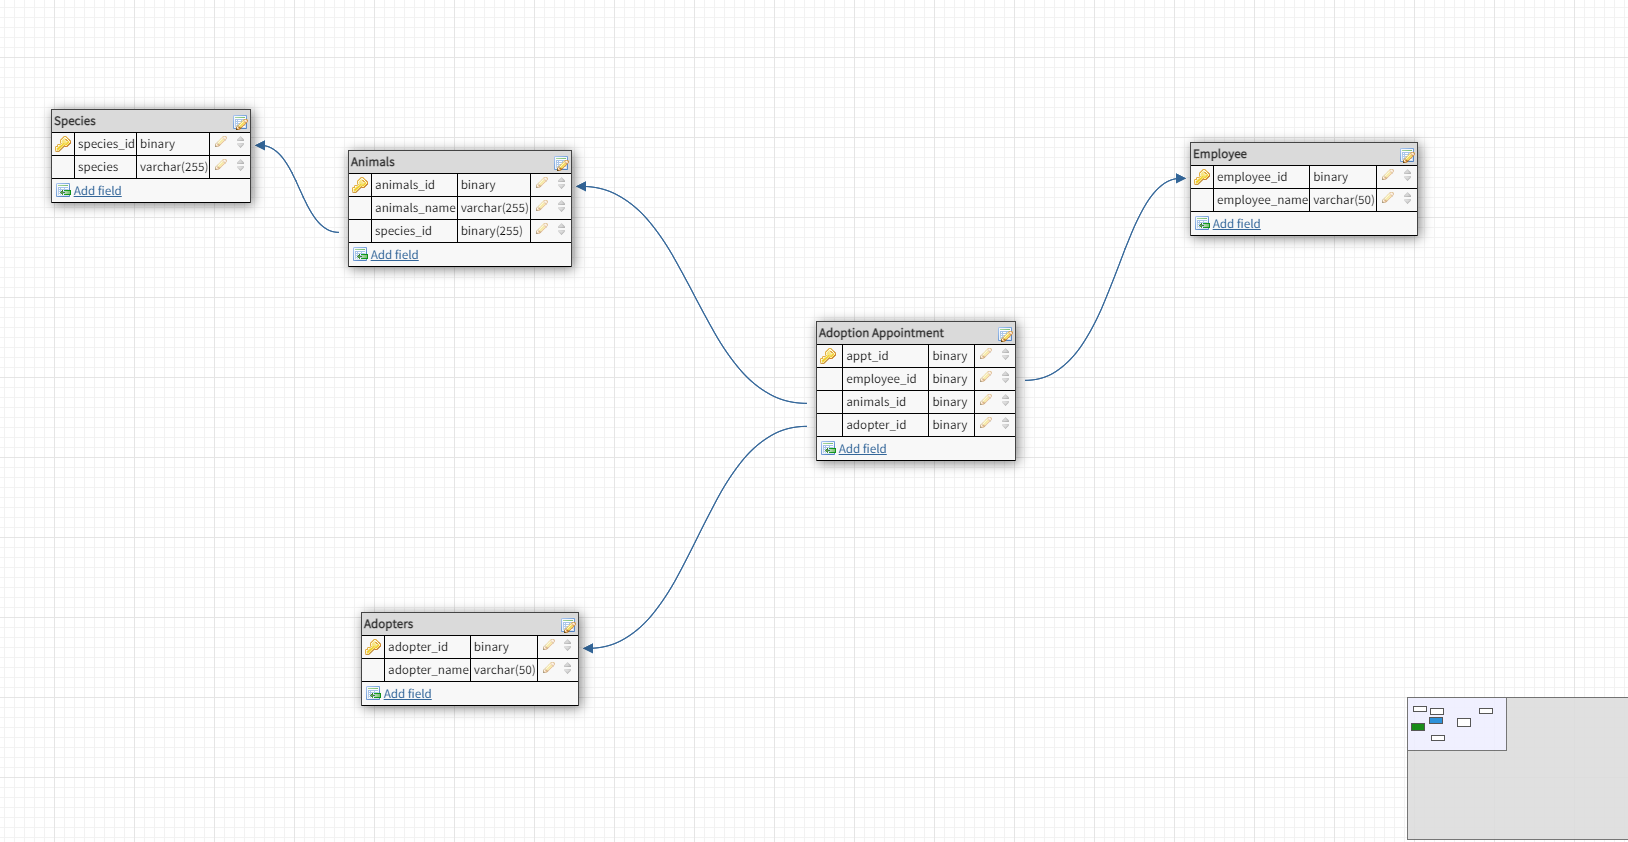 Species
species_id binary
species varchar(255)
Add field
Animals
animals_id binary
animals_name varchar(255)
species_id binary(255)
Add field
Employee
employee_id binary
employee_name varchar(50)
Add field
Adoption Appointment
appt_id binary
employee_id binary
animals_id binary
adopter_id binary
Add field
Adopters
adopter_id binary
adopter_name varchar(50)
Add field